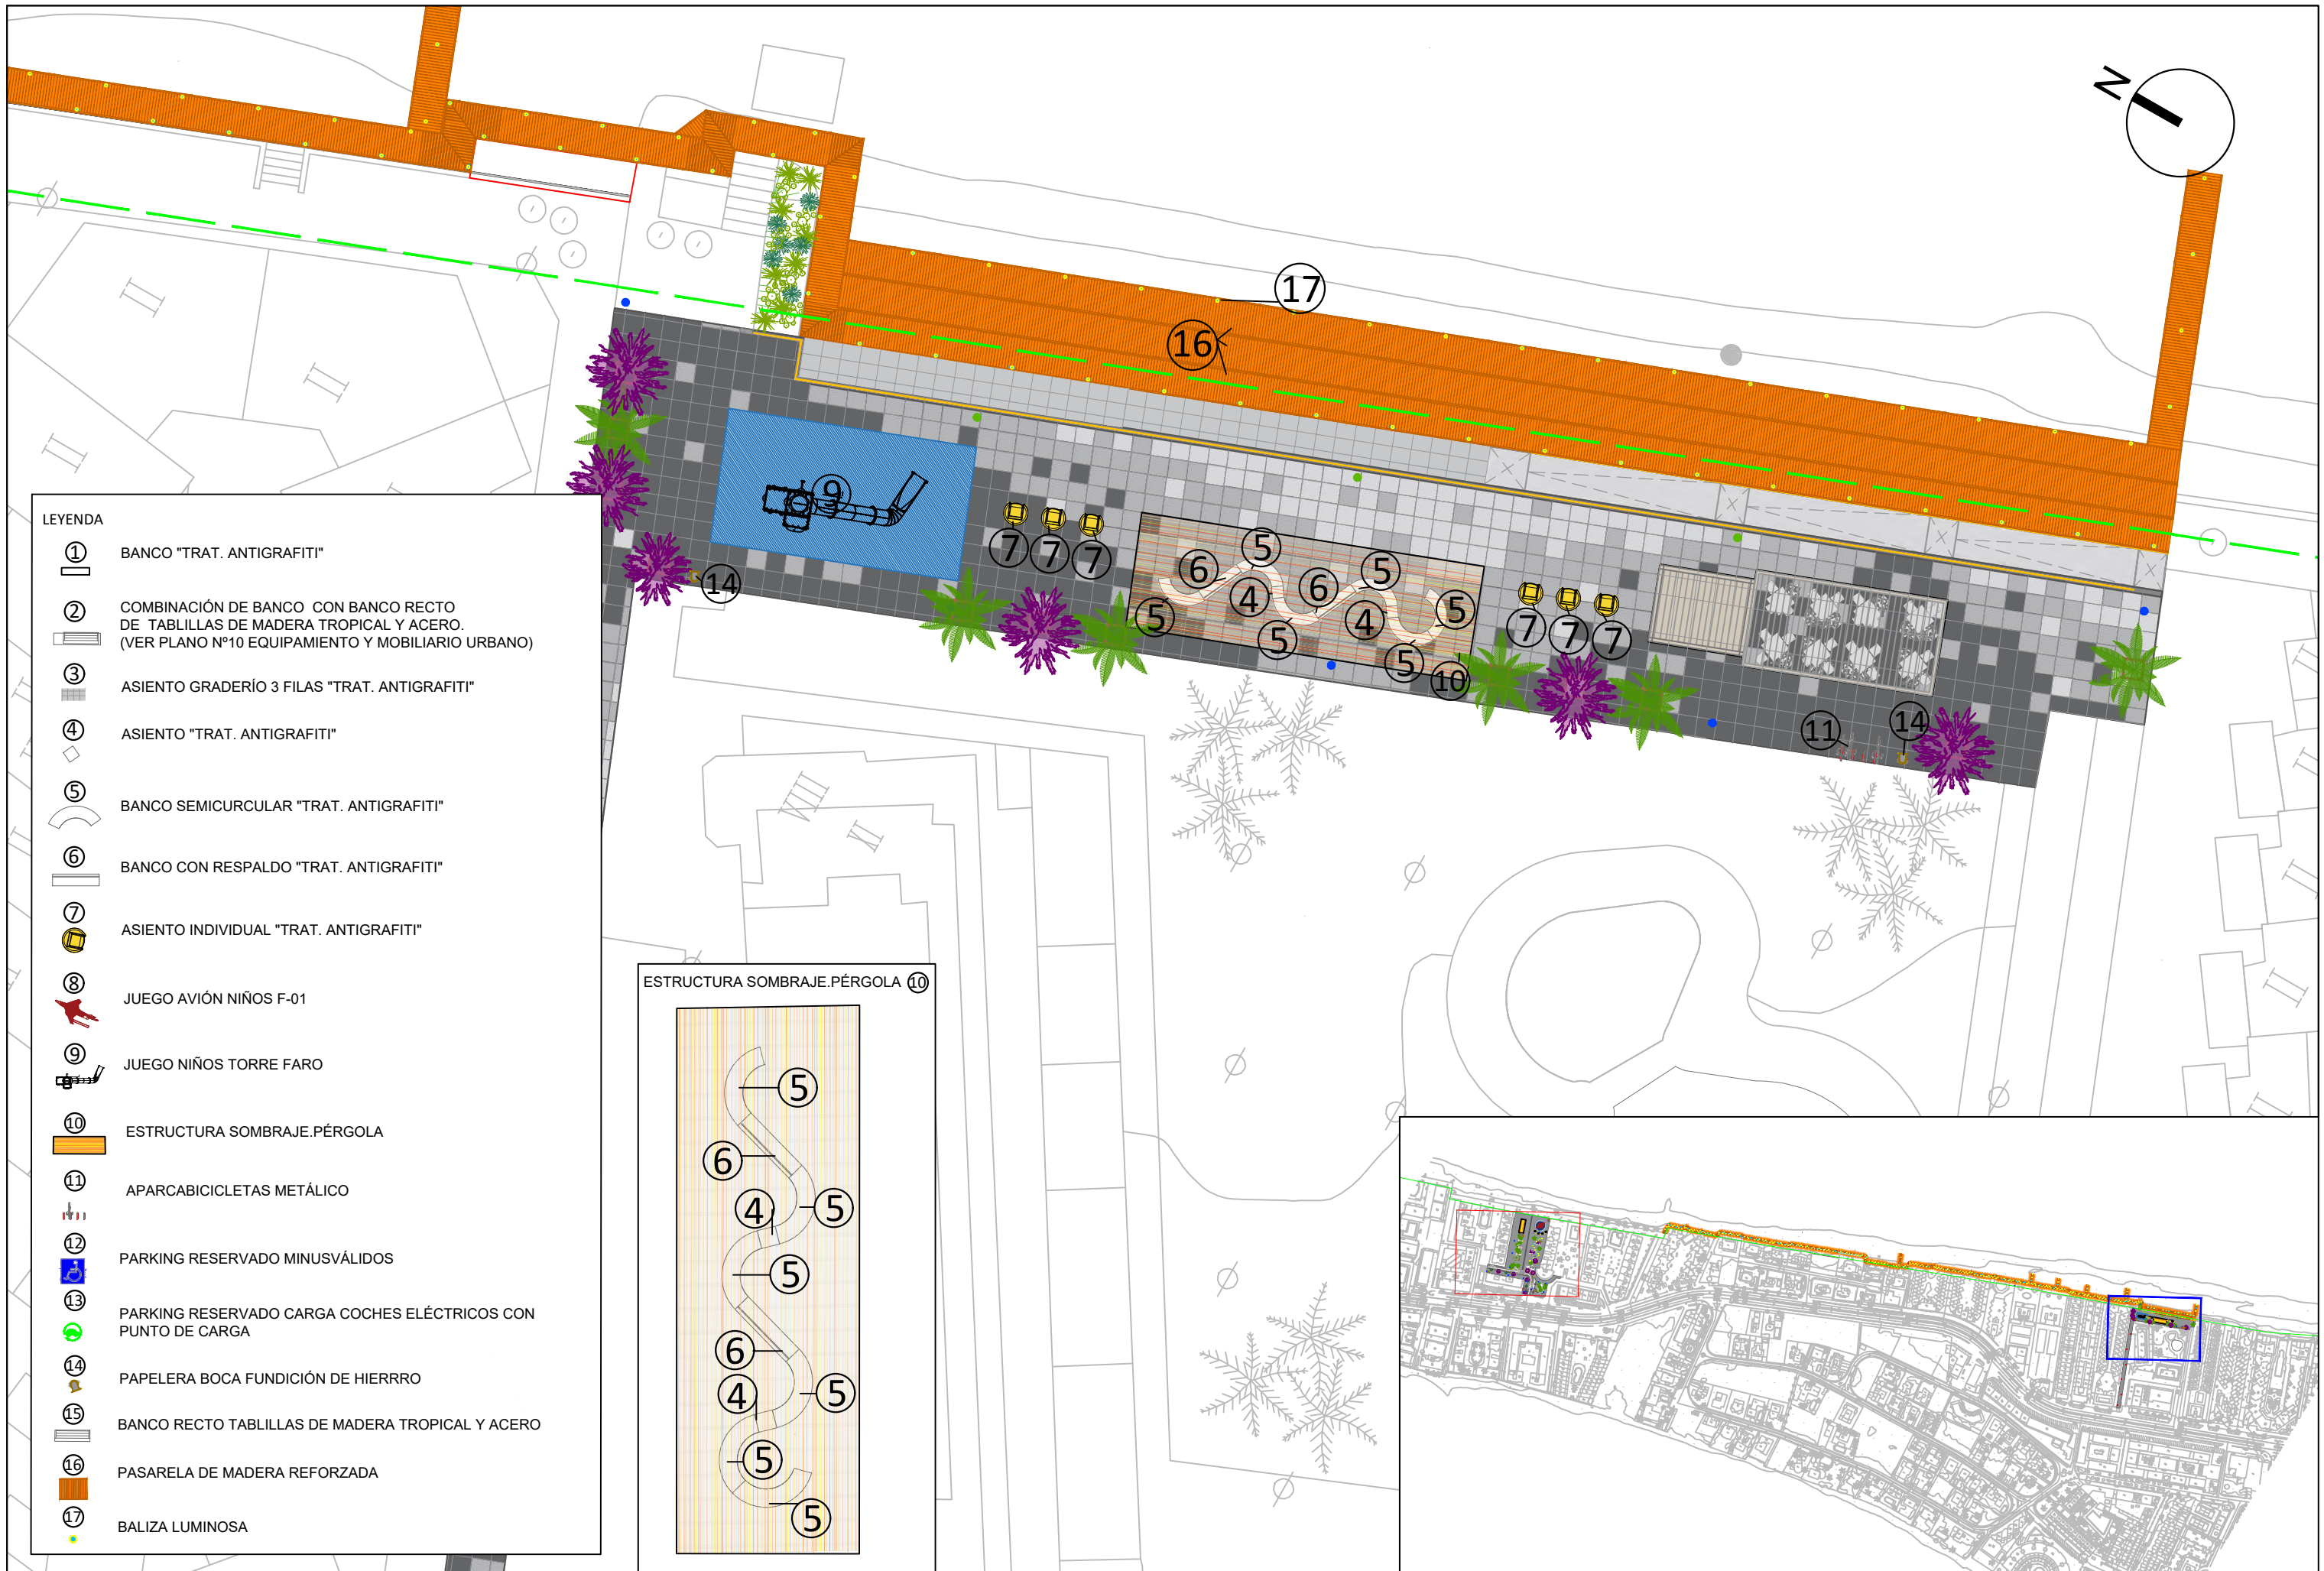 N
17
16
9
7
7
7
14
5
6
5
6
4
4
5
5
5
5
10
7
7
7
11
14
LEYENDA
1
BANCO "TRAT. ANTIGRAFITI"
2
COMBINACIÓN DE BANCO CON BANCO RECTO
DE TABLILLAS DE MADERA TROPICAL Y ACERO.
(VER PLANO Nº10 EQUIPAMIENTO Y MOBILIARIO URBANO)
3
ASIENTO GRADERÍO 3 FILAS "TRAT. ANTIGRAFITI"
4
ASIENTO "TRAT. ANTIGRAFITI"
5
BANCO SEMICURCULAR "TRAT. ANTIGRAFITI"
6
BANCO CON RESPALDO "TRAT. ANTIGRAFITI"
7
ASIENTO INDIVIDUAL "TRAT. ANTIGRAFITI"
8
JUEGO AVIÓN NIÑOS F-01
9
JUEGO NIÑOS TORRE FARO
10
ESTRUCTURA SOMBRAJE.PÉRGOLA
11
APARCABICICLETAS METÁLICO
12
PARKING RESERVADO MINUSVÁLIDOS
13
PARKING RESERVADO CARGA COCHES ELÉCTRICOS CON
PUNTO DE CARGA
14
PAPELERA BOCA FUNDICIÓN DE HIERRRO
15
BANCO RECTO TABLILLAS DE MADERA TROPICAL Y ACERO
16
PASARELA DE MADERA REFORZADA
17
BALIZA LUMINOSA
ESTRUCTURA SOMBRAJE.PÉRGOLA 10
5
6
4
5
5
6
4
5
5
5